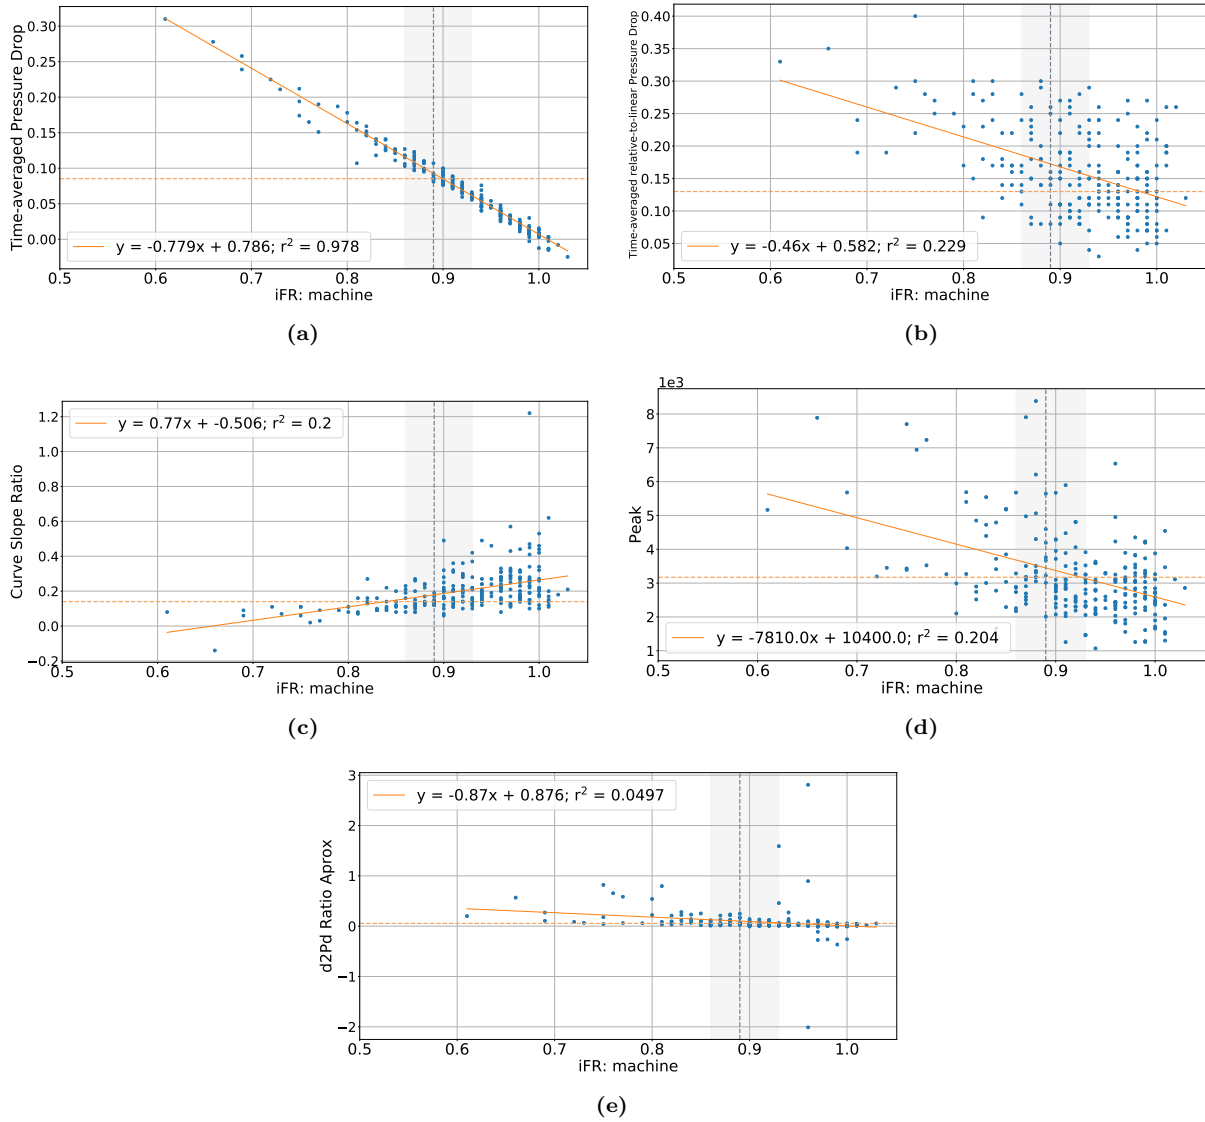 0.30
0.25
0.20
0.15
0.10
0.05
0.00
Time-averaged Pressure Drop
y = -0.779x + 0.786; r² = 0.978
0.5 0.6 0.7 0.8 0.9 1.0
iFR: machine
(a)
0.40
0.35
0.30
0.25
0.20
0.15
0.10
0.05
Time-averaged relative-to-linear Pressure Drop
y = -0.46x + 0.582; r² = 0.229
0.5 0.6 0.7 0.8 0.9 1.0
iFR: machine
(b)
1.2
1.0
0.8
0.6
0.4
0.2
0.0
−0.2
Curve Slope Ratio
y = 0.77x + -0.506; r² = 0.2
0.5 0.6 0.7 0.8 0.9 1.0
iFR: machine
(c)
1e3
8
7
6
5
4
3
2
1
Peak
y = -7810.0x + 10400.0; r² = 0.204
0.5 0.6 0.7 0.8 0.9 1.0
iFR: machine
(d)
3
2
1
0
−1
−2
d2Pd Ratio Aprox
y = -0.87x + 0.876; r² = 0.0497
0.5 0.6 0.7 0.8 0.9 1.0
iFR: machine
(e)